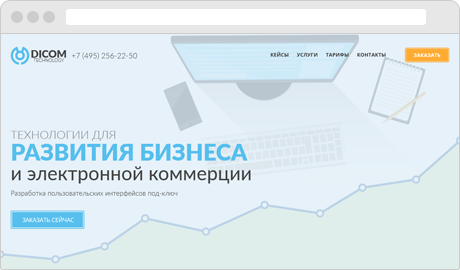 DICOM
TECHNOLOGY
+7 (495) 256-22-50
КЕЙСЫ УСЛУГИ ТАРИФЫ КОНТАКТЫ
ЗАКАЗАТЬ
ТЕХНОЛОГИИ ДЛЯ
РАЗВИТИЯ БИЗНЕСА
и электронной коммерции
Разработка пользовательских интерфейсов под-ключ
ЗАКАЗАТЬ СЕЙЧАС